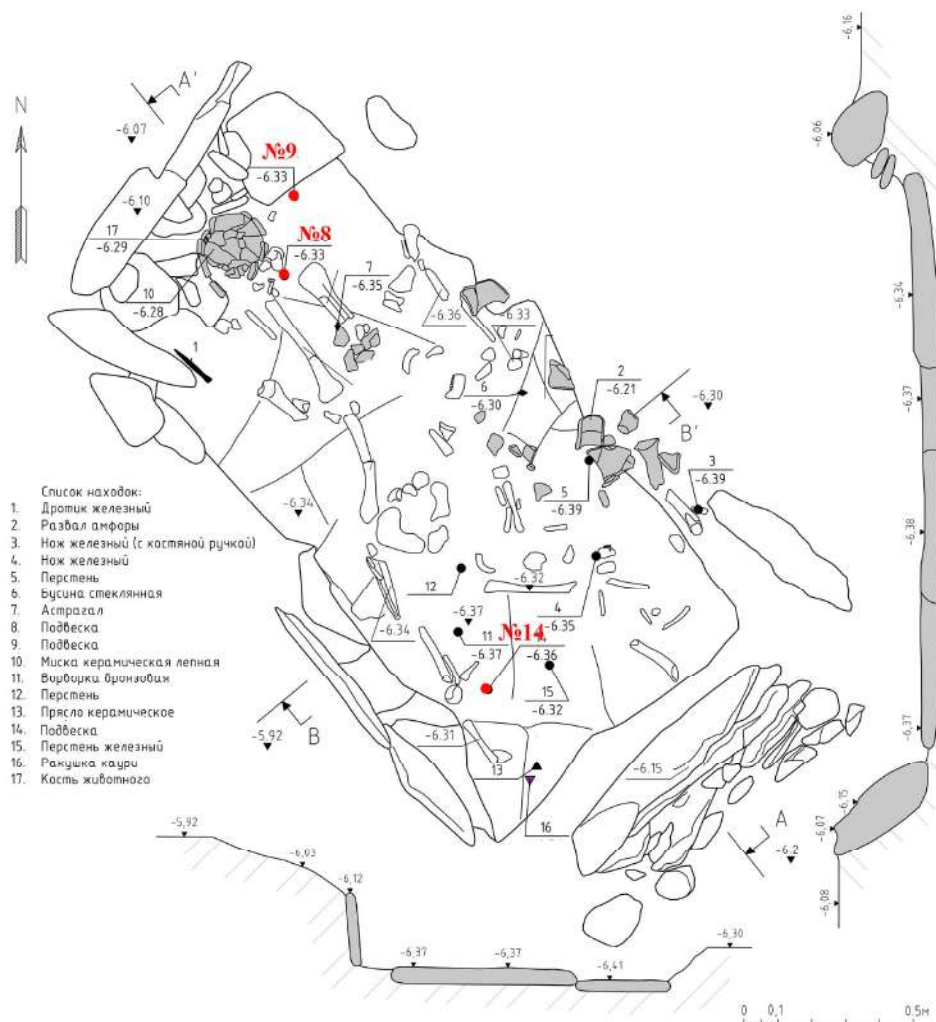 -6,16
A'
N
-6.07
№9
-6.33
-6,06
-6.10
17
-6.29
№8
-6.33
7
-6.35
10
-6.28
-6.36
-6.33
-6,34
1
6
-6.30
2
-6.21
-6.30
B'
-6,37
3
-6.39
5
-6.39
-6.34
Список находок:
1. Дротик железный
2. Развал амфоры
3. Нож железный (с костяной ручкой)
4. Нож железный
5. Перстень
6. Бусина стеклянная
7. Астрагал
8. Подвеска
9. Подвеска
10. Миска керамическая лепная
11. Ворворка бронзовая
12. Перстень
13. Прясло керамическое
14. Подвеска
15. Перстень железный
16. Ракушка каури
17. Кость животного
-6,38
12
-6.32
4
-6.35
-6.34
-6.37
11
-6.37
№14
-6.36
15
-6.32
B
-5.92
-6.31
-6,37
13
-6.15
16
-6,15
-6,07
A
-6.2
-6,08
-5,92
-6,03
-6,12
-6,37
-6,37
-6,41
-6,30
0 0,1 0,5м